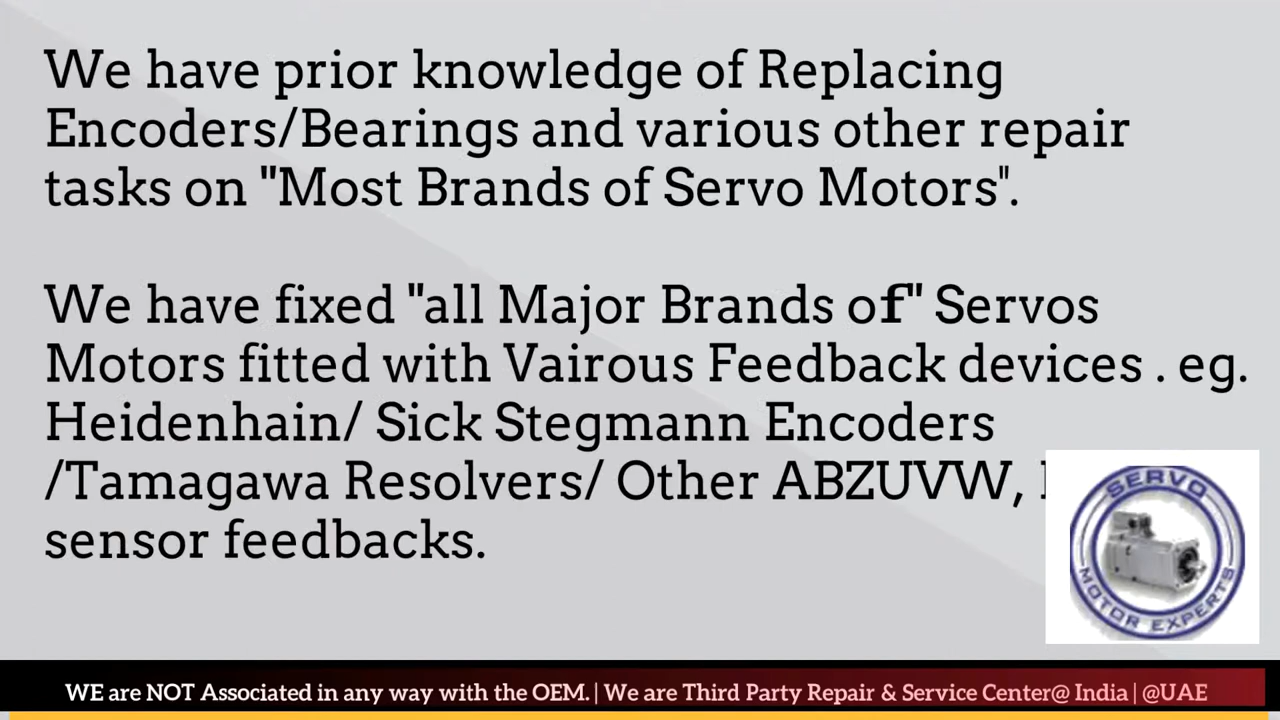 We have prior knowledge of Replacing
Encoders/Bearings and various other repair
tasks on "Most Brands of Servo Motors".
We have fixed "all Major Brands of" Servos
Motors fitted with Vairous Feedback devices . eg.
Heidenhain/ Sick Stegmann Encoders
/Tamagawa Resolvers/ Other ABZUVW,
sensor feedbacks.
SERVO
MOTOR EXPERTS
WE are NOT Associated in any way with the OEM. | We are Third Party Repair & Service Center@ India | @UAE